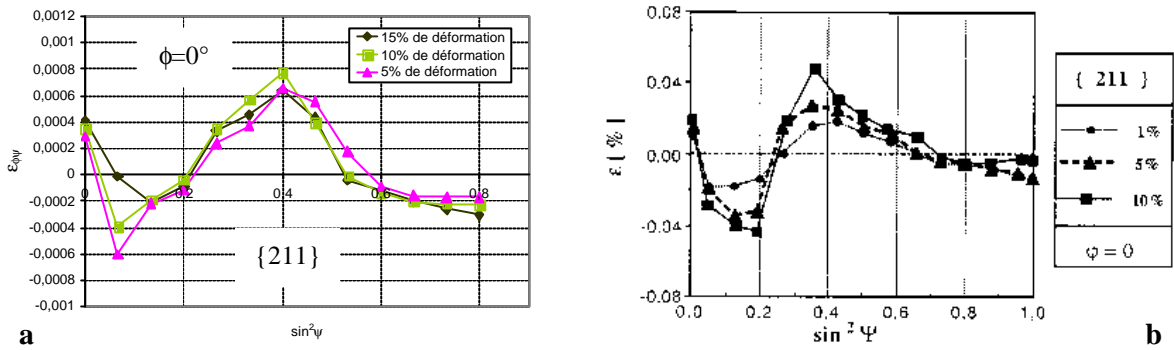 0,0012
0,001
0,0008
0,0006
0,0004
0,0002
0
-0,0002
-0,0004
-0,0006
-0,0008
-0,001
0 0,2 0,4 0,6 0,8
εϕψ
ϕ=0°
15% de déformation
10% de déformation
5% de déformation
{211}
sin²ψ
a
0.08
0.04
0.00
-0.04
-0.08
ε [ % ]
0,0 0,2 0,4 0,6 0,8 1,0
sin ² Ψ
{ 211 }
1%
5%
10%
φ = 0
b